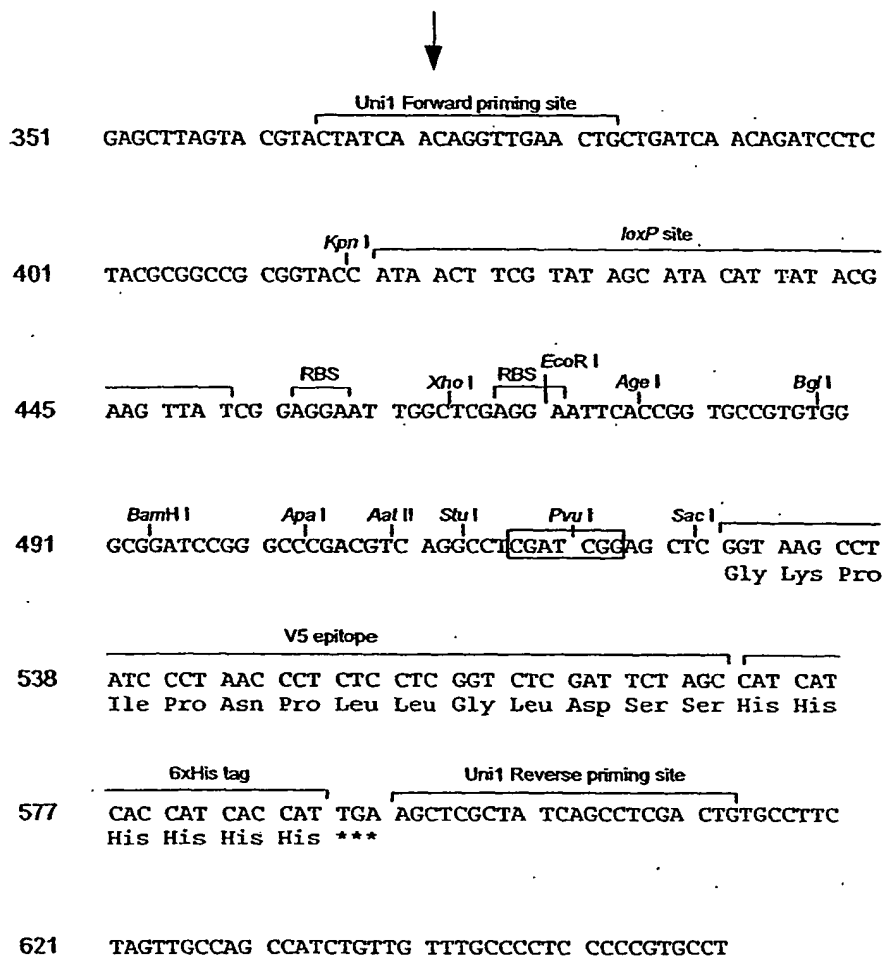 Uni1 Forward priming site
351 GAGCTTAGTA CGTACTATCAA ACAGGTTGAA CTGCTGATCAA ACAGATCCTC
Kpn I loxP site
401 TACGCGGCCG CGGTACC ATA ACT TCG TAT AGC ATA CAT TAT ACG
RBS Xho I RBS EcoR I Age I Bgl I
445 AAG TTA TCG GAGGAAT TGGCTCGAGG AATTCACCGG TGCCGTGTGG
BamH I Apa I Aat II Stu I Pvu I Sac I
491 GCGGATCCGG GCCCGACGTC AGGCCTCGAT CGGAG CTC GGT AAG CCT
Gly Lys Pro
V5 epitope
538 ATC CCT AAC CCT CTC CTC GGT CTC GAT TCT AGC CAT CAT
Ile Pro Asn Pro Leu Leu Gly Leu Asp Ser Ser His His
6xHis tag Uni1 Reverse priming site
577 CAC CAT CAC CAT TGA AGCTCGCTA TCAGCCTCGA CTGTGCCTTC
His His His His ***
621 TAGTTGCCAG CCATCTGTTG TTTGCCCCTC CCCCGTGCCT